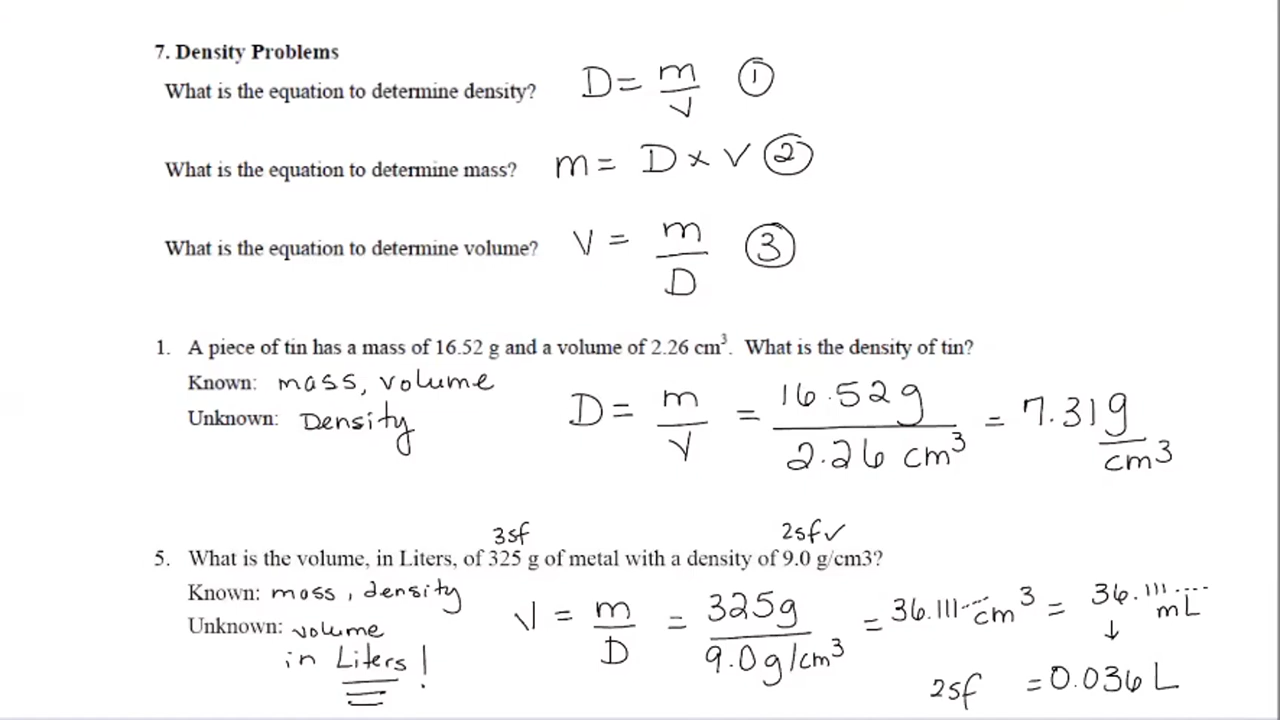 7. Density Problems
What is the equation to determine density? D = m/V ①
What is the equation to determine mass? m = D × V ②
What is the equation to determine volume? V = m/D ③
1. A piece of tin has a mass of 16.52 g and a volume of 2.26 cm³. What is the density of tin?
Known: mass, volume
Unknown: Density
D = m/V = 16.52g / 2.26 cm³ = 7.31 g/cm³
3sf 2sf✓
5. What is the volume, in Liters, of 325 g of metal with a density of 9.0 g/cm3?
Known: mass, density
Unknown: volume
in Liters!
V = m/D = 325g / 9.0g/cm³ = 36.111... cm³ = 36.111..... mL
↓
2sf = 0.036 L